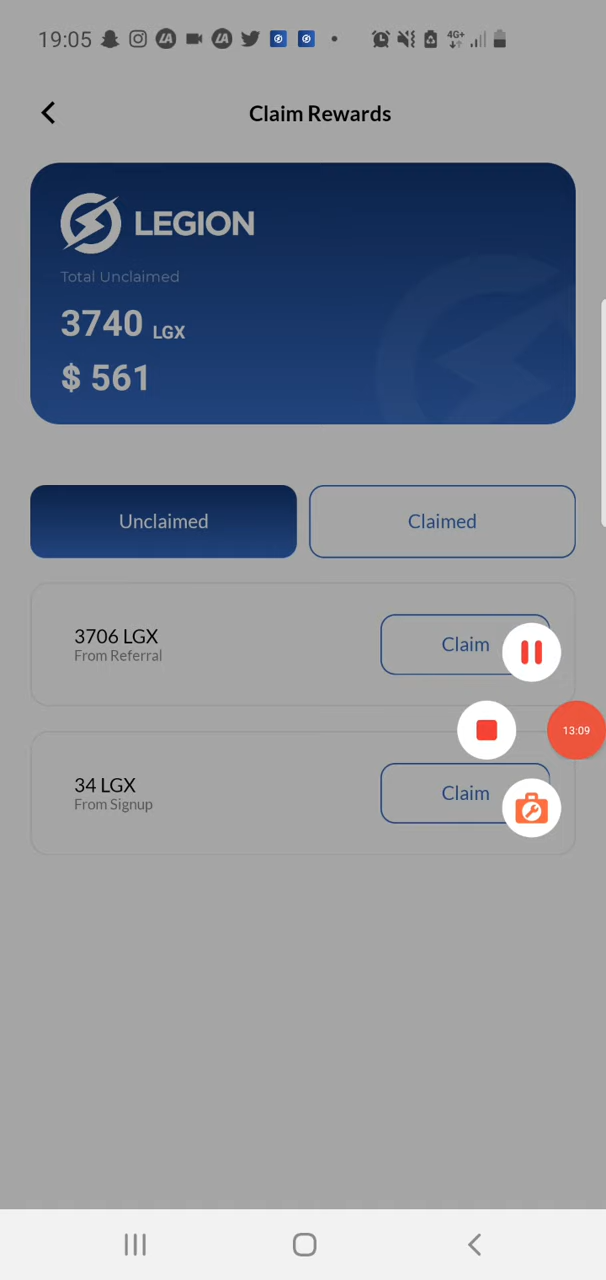 19:05 4G+
Claim Rewards
LEGION
Total Unclaimed
3740 LGX
$ 561
Unclaimed
Claimed
3706 LGX
From Referral
Claim
13:09
34 LGX
From Signup
Claim